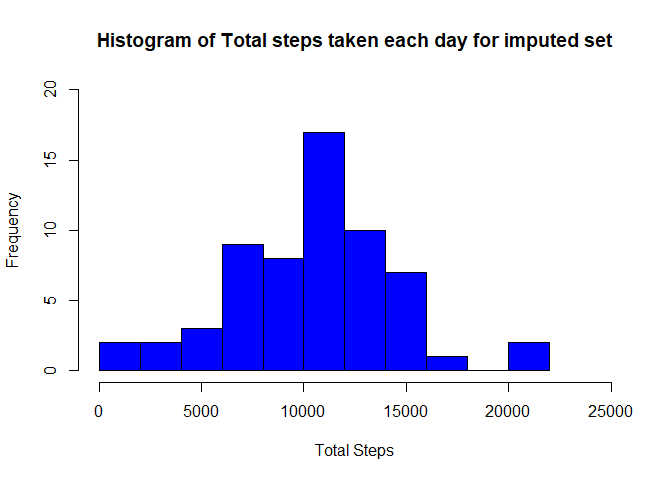 Histogram of Total steps taken each day for imputed set
Frequency
20
15
10
5
0
0 5000 10000 15000 20000 25000
Total Steps